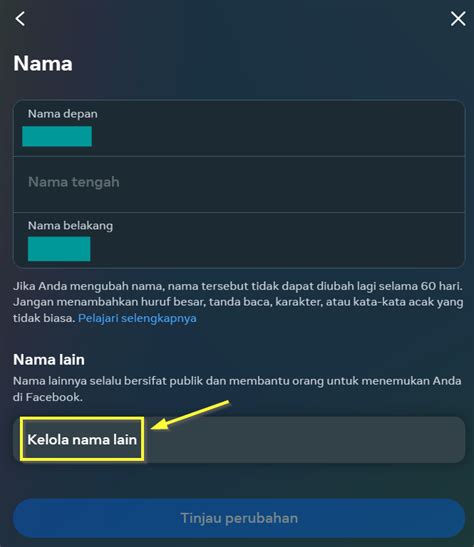 Nama
Nama depan
Nama tengah
Nama belakang
Jika Anda mengubah nama, nama tersebut tidak dapat diubah lagi selama 60 hari.
Jangan menambahkan huruf besar, tanda baca, karakter, atau kata-kata acak yang
tidak biasa. Pelajari selengkapnya
Nama lain
Nama lainnya selalu bersifat publik dan membantu orang untuk menemukan Anda
di Facebook.
Kelola nama lain
Tinjau perubahan